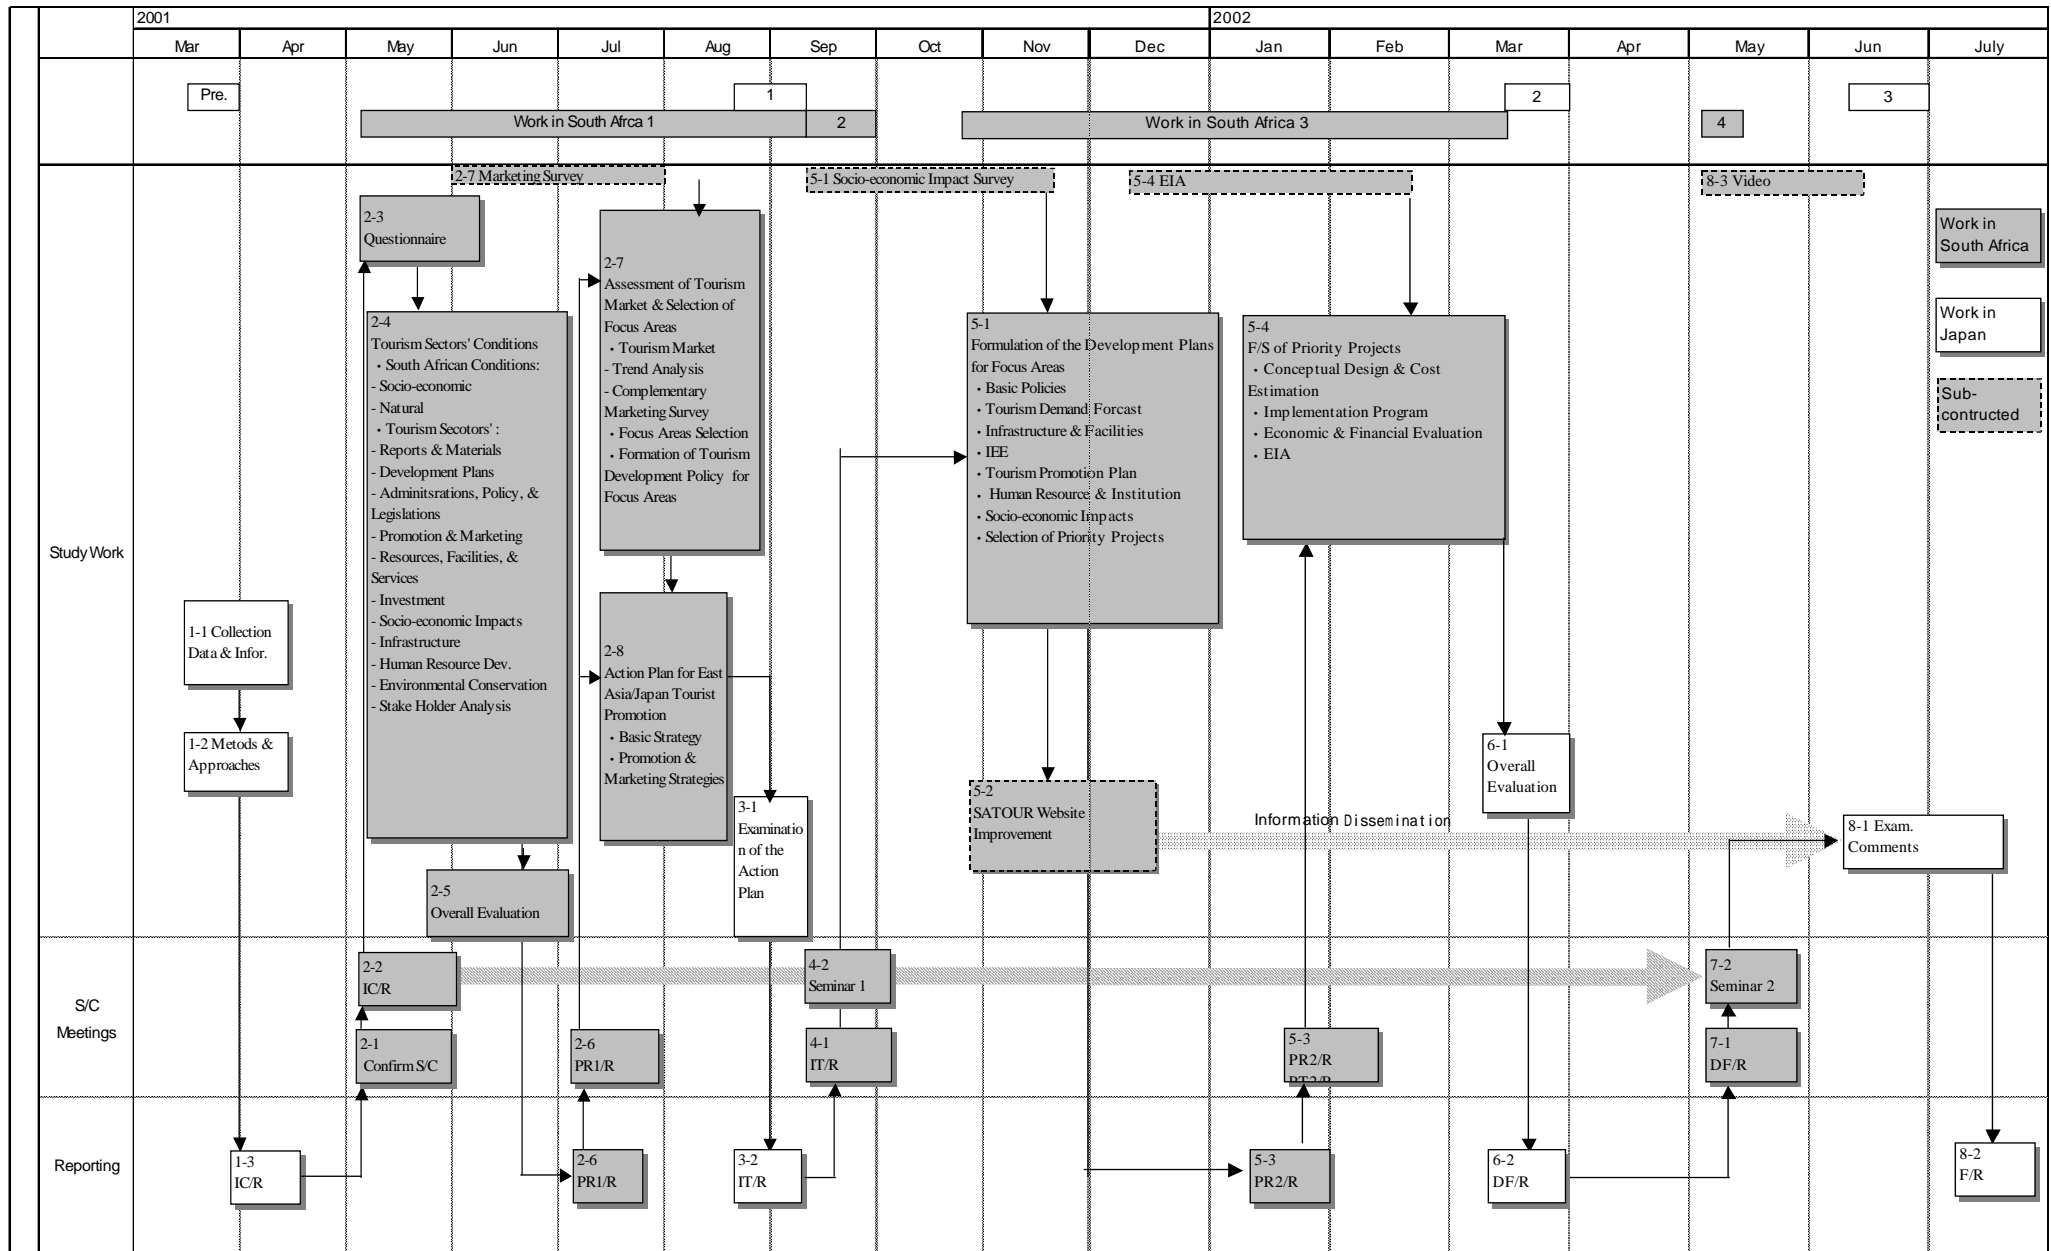 2001
2002
Mar
Apr
May
Jun
Jul
Aug
Sep
Oct
Nov
Dec
Jan
Feb
Mar
Apr
May
Jun
July
Pre.
1
2
3
Work in South Afrca 1
2
Work in South Africa 3
4
2-7 Marketing Survey
5-1 Socio-economic Impact Survey
5-4 EIA
8-3 Video
Study Work
1-1 Collection
Data & Infor.
1-2 Metods &
Approaches
2-3
Questionnaire
2-4
Tourism Sectors' Conditions
・South African Conditions:
- Socio-economic
- Natural
・Tourism Secotors' :
- Reports & Materials
- Development Plans
- Adminitsrations, Policy, &
Legislations
- Promotion & Marketing
- Resources, Facilities, &
Services
- Investment
- Socio-economic Impacts
- Infrastructure
- Human Resource Dev.
- Environmental Conservation
- Stake Holder Analysis
2-5
Overall Evaluation
2-7
Assessment of Tourism
Market & Selection of
Focus Areas
・Tourism Market
- Trend Analysis
- Complementary
Marketing Survey
・Focus Areas Selection
・Formation of Tourism
Development Policy for
Focus Areas
2-8
Action Plan for East
Asia/Japan Tourist
Promotion
・Basic Strategy
・Promotion &
Marketing Strategies
3-1
Examinatio
n of the
Action
Plan
5-1
Formulation of the Development Plans
for Focus Areas
・Basic Policies
・Tourism Demand Forcast
・Infrastructure & Facilities
・IEE
・Tourism Promotion Plan
・Human Resource & Institution
・Socio-economic Impacts
・Selection of Priority Projects
5-2
SATOUR Website
Improvement
5-4
F/S of Priority Projects
・Conceptual Design & Cost
Estimation
・Implementation Program
・Economic & Financial Evaluation
・EIA
6-1
Overall
Evaluation
Information Dissemination
8-1 Exam.
Comments
Work in
South Africa
Work in
Japan
Sub-
contructed
S/C
Meetings
2-2
IC/R
2-1
Confirm S/C
2-6
PR1/R
4-2
Seminar 1
4-1
IT/R
5-3
PR2/R
PT2/R
7-2
Seminar 2
7-1
DF/R
Reporting
1-3
IC/R
2-6
PR1/R
3-2
IT/R
5-3
PR2/R
6-2
DF/R
8-2
F/R